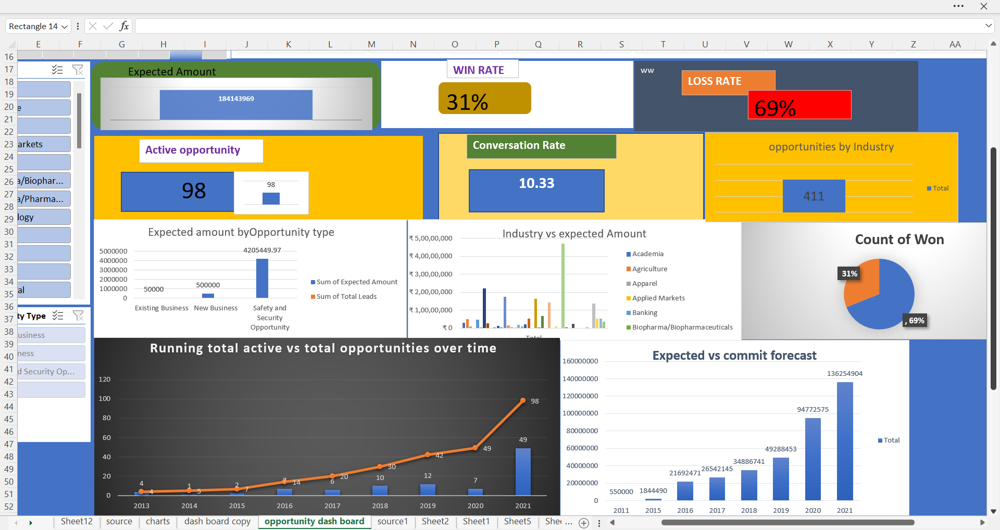 Rectangle 14
fx
E F G H I J K L M N O P Q R S T U V W X Y Z AA
16
17
18
19
20
21
22
23
24
25
26
27
28
29
30
31
32
33
34
35
36
37
38
39
40
41
42
43
44
45
46
47
48
49
50
51
52
e
arkets
a/Biophar...
a/Pharma...
logy
al
ty Type
usiness
ness
d Security Op...
Expected Amount
184143969
WIN RATE
31%
ww
LOSS RATE
69%
Active opportunity
98
98
Conversation Rate
10.33
opportunities by Industry
411
Total
Expected amount byOpportunity type
5000000
4000000
3000000
2000000
1000000
0
50000
500000
4205449.97
Existing Business
New Business
Safety and
Security
Opportunity
Sum of Expected Amount
Sum of Total Leads
Industry vs expected Amount
₹ 5,00,00,000
₹ 4,00,00,000
₹ 3,00,00,000
₹ 2,00,00,000
₹ 1,00,00,000
₹ 0
Total
Academia
Agriculture
Apparel
Applied Markets
Banking
Biopharma/Biopharmaceuticals
Count of Won
31%
, 69%
Running total active vs total opportunities over time
120
100
80
60
40
20
0
4 1 2 7 6 10 12 7 49
4 5 7 14 20 30 42 49 98
2013 2014 2015 2016 2017 2018 2019 2020 2021
Expected vs commit forecast
160000000
140000000
120000000
100000000
80000000
60000000
40000000
20000000
0
550000 1844490 21692471 26542145 34886741 49288453 94772575 136254904
2011 2015 2016 2017 2018 2019 2020 2021
Total
Sheet12 source charts dash board copy opportunity dash board source1 Sheet2 Sheet1 Sheet5 Shee ...